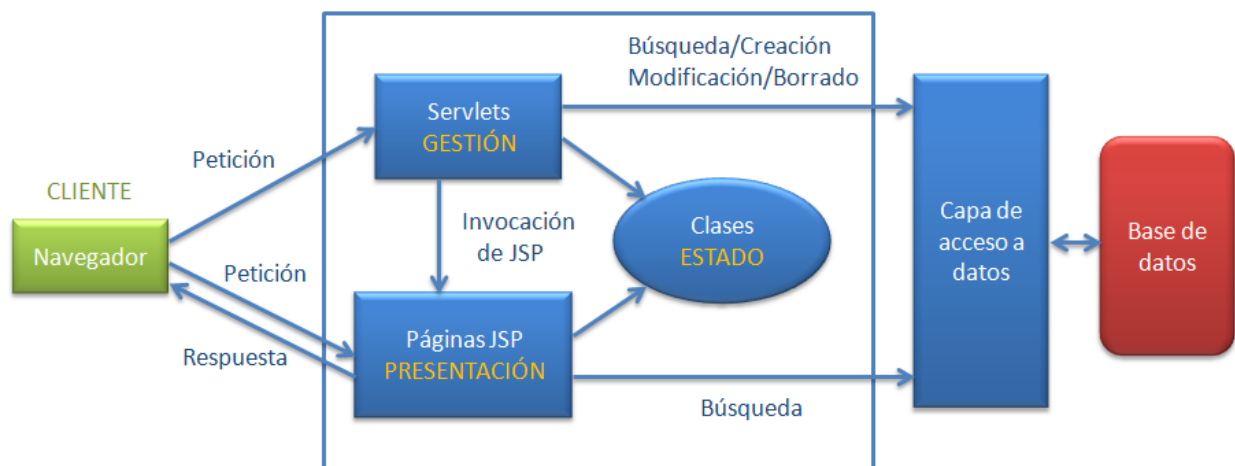 Búsqueda/Creación
Modificación/Borrado
Servlets
GESTIÓN
Petición
CLIENTE
Navegador
Invocación
de JSP
Clases
ESTADO
Capa de
acceso a
datos
Base de
datos
Petición
Respuesta
Páginas JSP
PRESENTACIÓN
Búsqueda